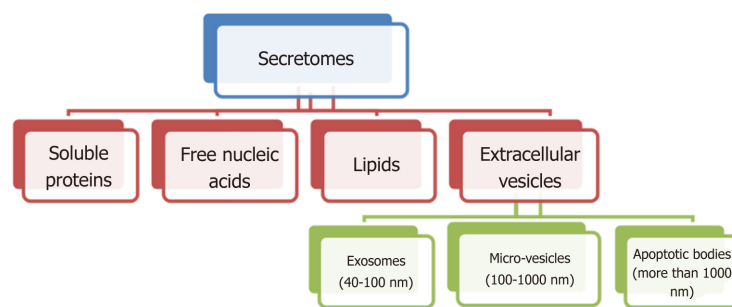 Secretomes
Soluble
proteins
Free nucleic
acids
Lipids
Extracellular
vesicles
Exosomes
(40-100 nm)
Micro-vesicles
(100-1000 nm)
Apoptotic bodies
(more than 1000
nm)